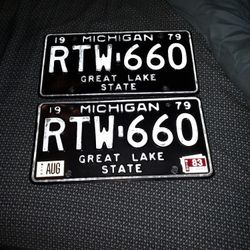 19 MICHIGAN 79
RTW-660
GREAT LAKE
STATE
19 MICHIGAN 79
RTW-660
GREAT LAKE
AUG STATE 83